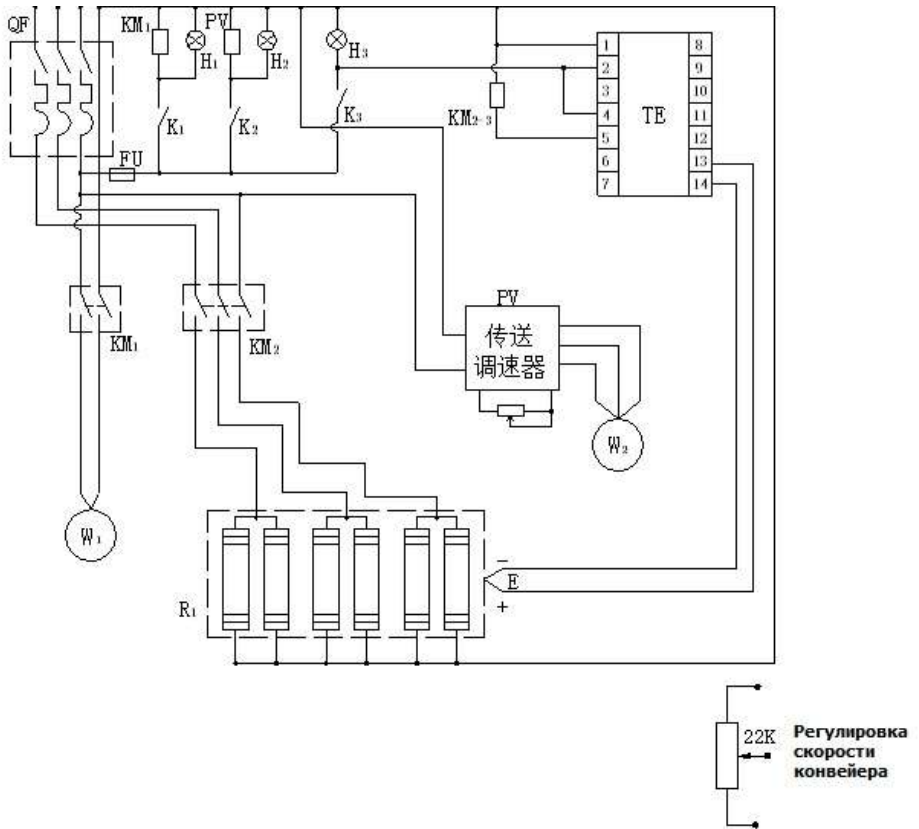 QF
KM₁
PV
H₁
H₂
H₃
K₁
K₂
K₃
FU
KM₂₋₃
TE
1
2
3
4
5
6
7
8
9
10
11
12
13
14
KM₁
KM₂
PV
传送
调速器
W₂
W₁
R₁
−
E
+
22K
Регулировка
скорости
конвейера